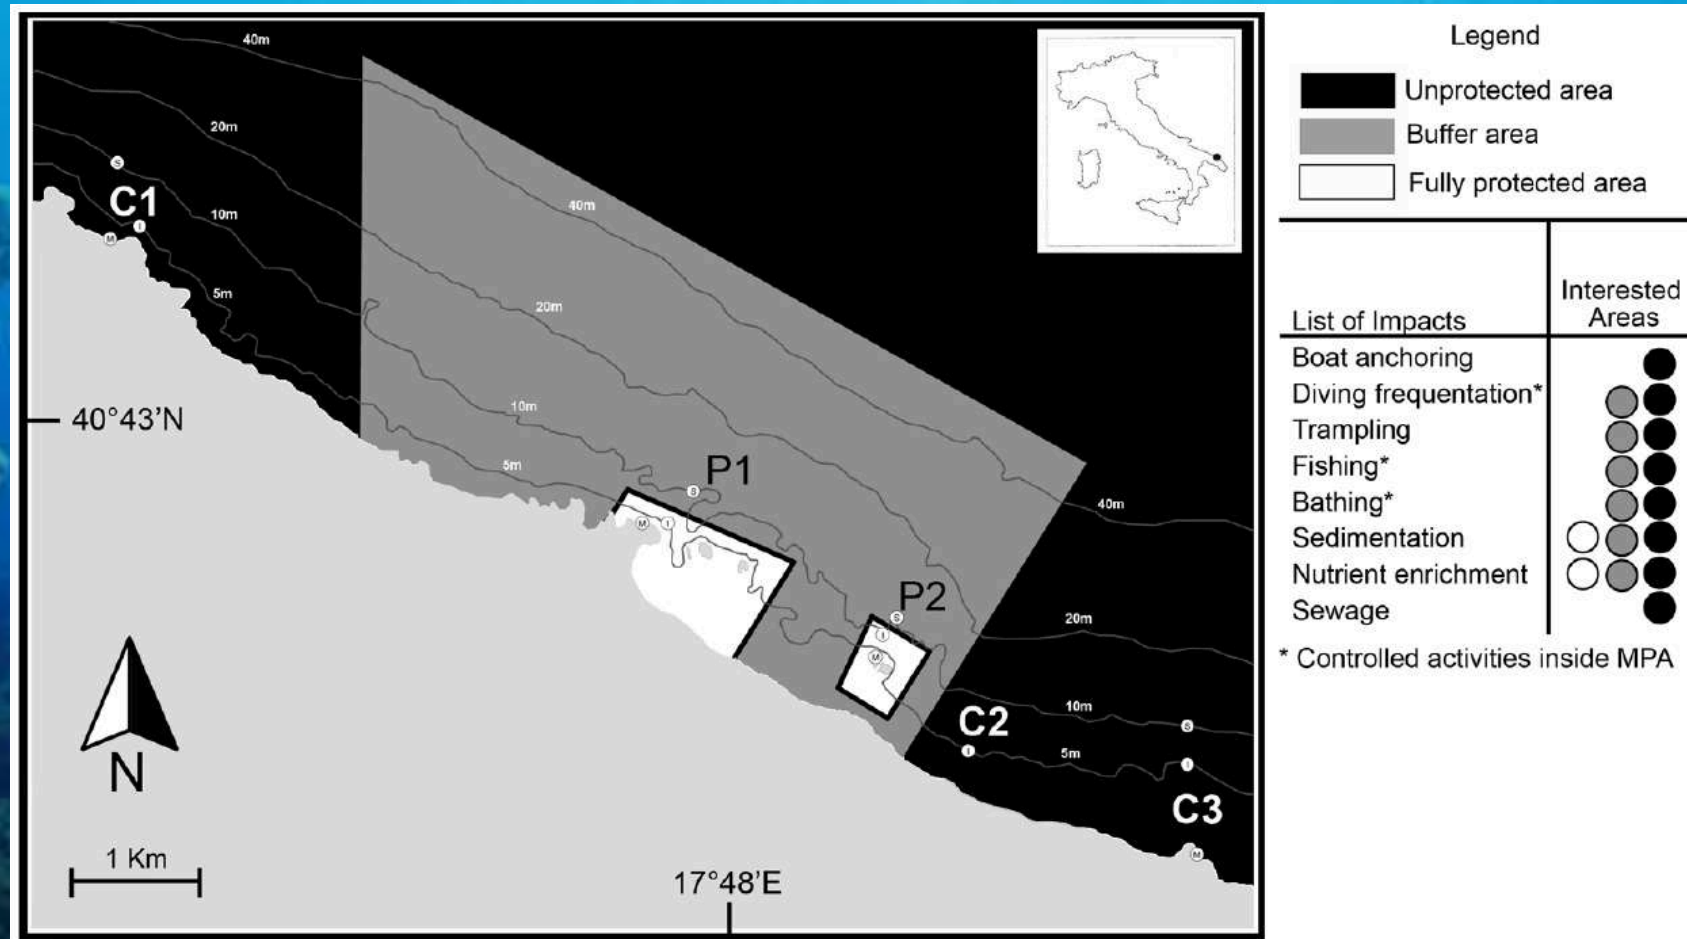 40m
20m
S
C1
10m
I
M
5m
40m
20m
10m
5m
40°43'N
P1
S
M
I
40m
P2
S
I
M
20m
10m
S
C2
I
5m
I
C3
M
N
1 Km
17°48'E
Legend
Unprotected area
Buffer area
Fully protected area
List of Impacts
Interested
Areas
Boat anchoring
Diving frequentation*
Trampling
Fishing*
Bathing*
Sedimentation
Nutrient enrichment
Sewage
* Controlled activities inside MPA